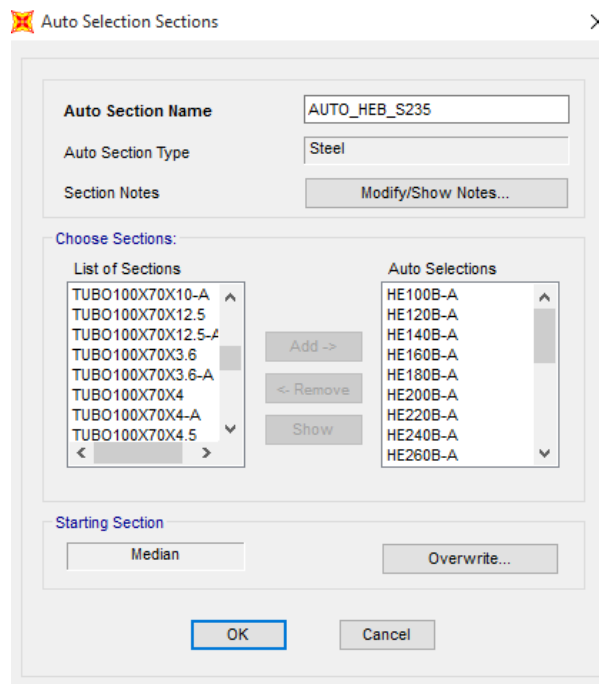 Auto Selection Sections
Auto Section Name
AUTO_HEB_S235
Auto Section Type
Steel
Section Notes
Modify/Show Notes...
Choose Sections:
List of Sections
TUBO100X70X10-A
TUBO100X70X12.5
TUBO100X70X12.5-A
TUBO100X70X3.6
TUBO100X70X3.6-A
TUBO100X70X4
TUBO100X70X4-A
TUBO100X70X4.5
Add ->
<- Remove
Show
Auto Selections
HE100B-A
HE120B-A
HE140B-A
HE160B-A
HE180B-A
HE200B-A
HE220B-A
HE240B-A
HE260B-A
Starting Section
Median
Overwrite...
OK
Cancel